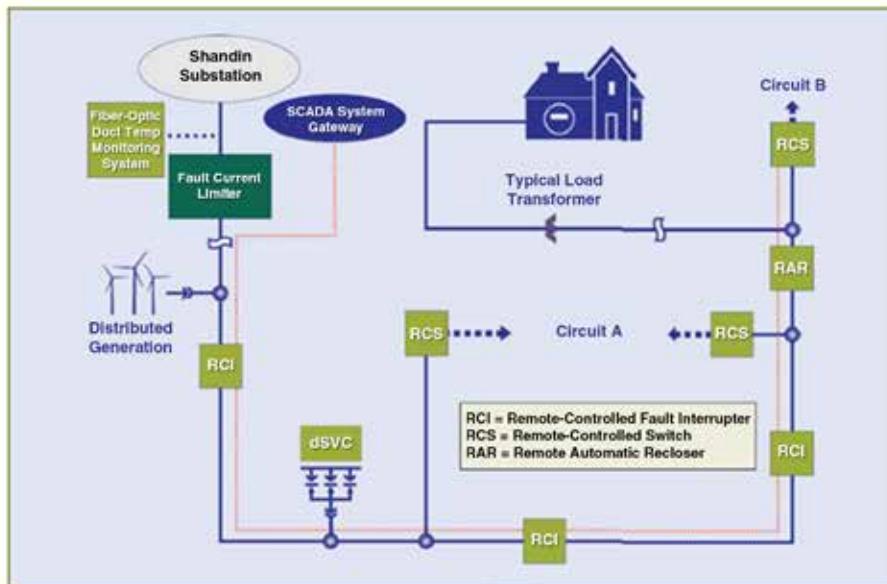 Shandin
Substation
Fiber-Optic
Duct Temp
Monitoring
System
SCADA System
Gateway
Fault Current
Limiter
Circuit B
RCS
Typical Load
Transformer
RAR
Distributed
Generation
RCI
RCS
Circuit A
RCS
RCI = Remote-Controlled Fault Interrupter
RCS = Remote-Controlled Switch
RAR = Remote Automatic Recloser
dSVC
RCI
RCI